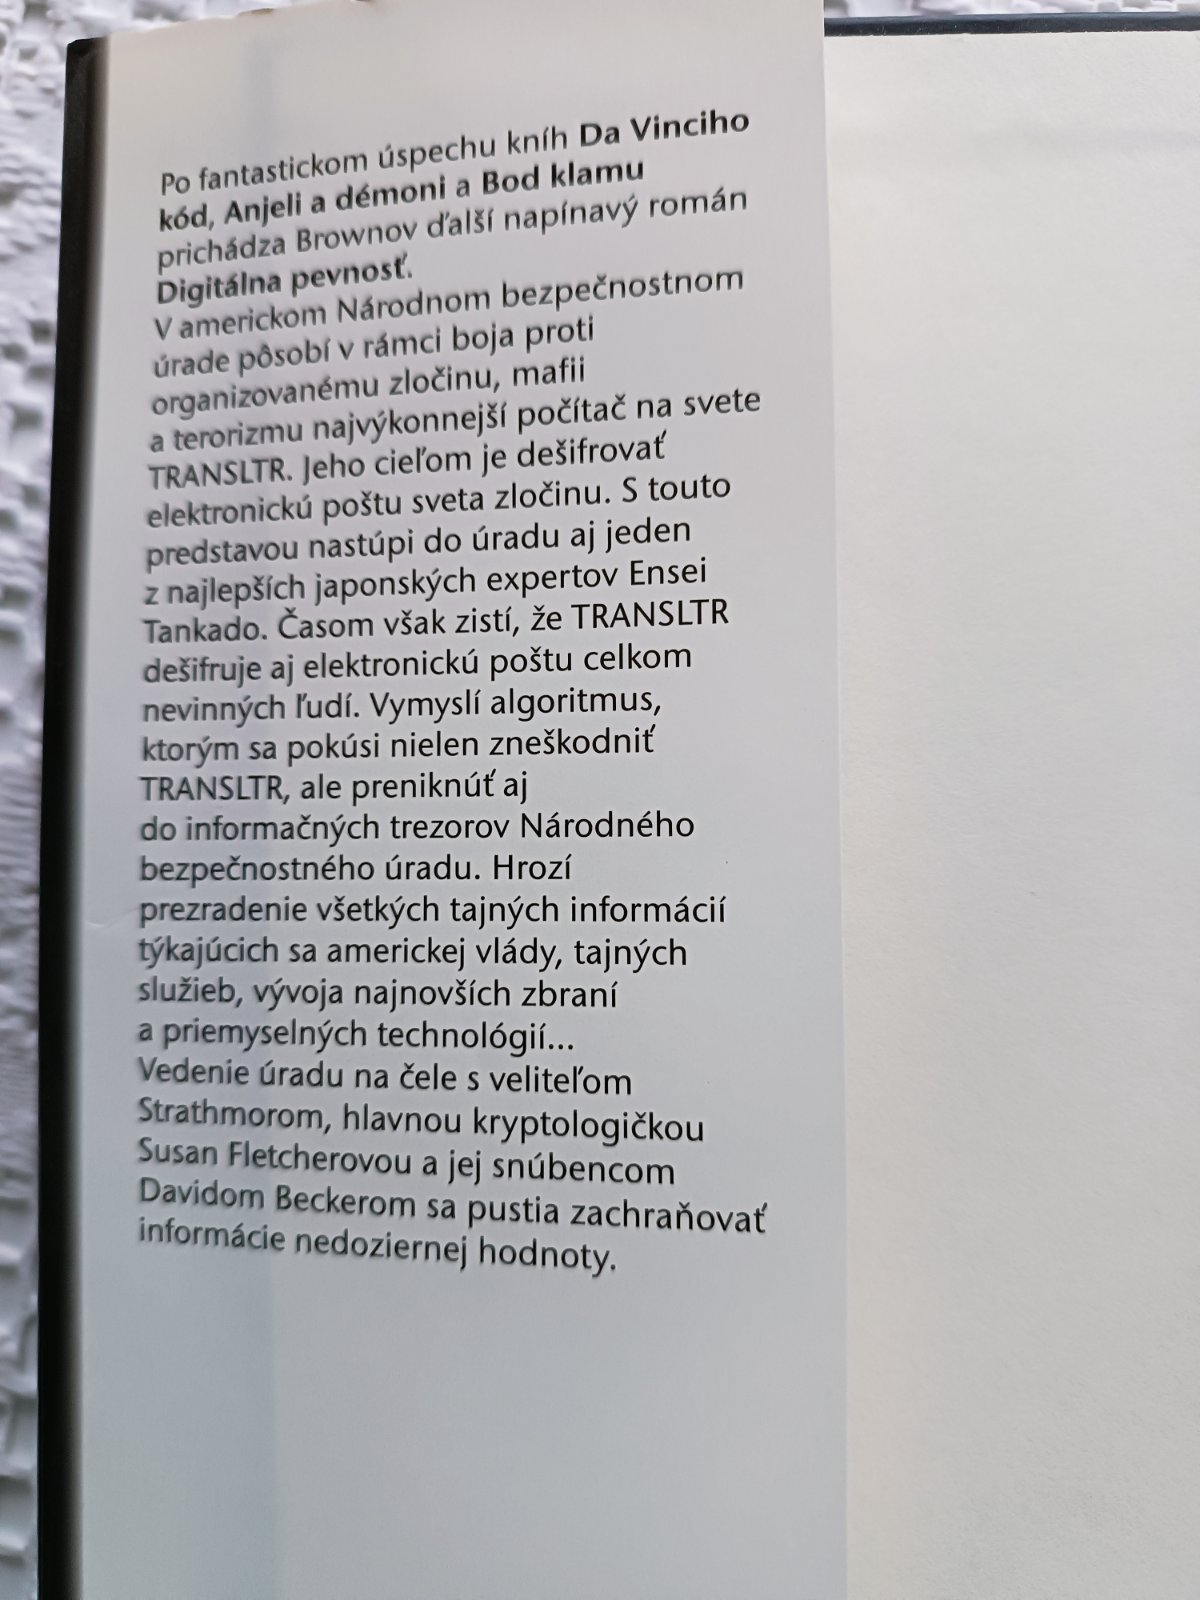 Po fantastickom úspechu kníh Da Vinciho
kód, Anjeli a démoni a Bod klamu
prichádza Brownov ďalší napínavý román
Digitálna pevnosť.
V americkom Národnom bezpečnostnom
úrade pôsobí v rámci boja proti
organizovanému zločinu, mafii
a terorizmu najvýkonnejší počítač na svete
TRANSLTR. Jeho cieľom je dešifrovať
elektronickú poštu sveta zločinu. S touto
predstavou nastúpi do úradu aj jeden
z najlepších japonských expertov Ensei
Tankado. Časom však zistí, že TRANSLTR
dešifruje aj elektronickú poštu celkom
nevinných ľudí. Vymyslí algoritmus,
ktorým sa pokúsi nielen zneškodniť
TRANSLTR, ale preniknúť aj
do informačných trezorov Národného
bezpečnostného úradu. Hrozí
prezradenie všetkých tajných informácií
týkajúcich sa americkej vlády, tajných
služieb, vývoja najnovších zbraní
a priemyselných technológií...
Vedenie úradu na čele s veliteľom
Strathmorom, hlavnou kryptologičkou
Susan Fletcherovou a jej snúbencom
Davidom Beckerom sa pustia zachraňovať
informácie nedoziernej hodnoty.